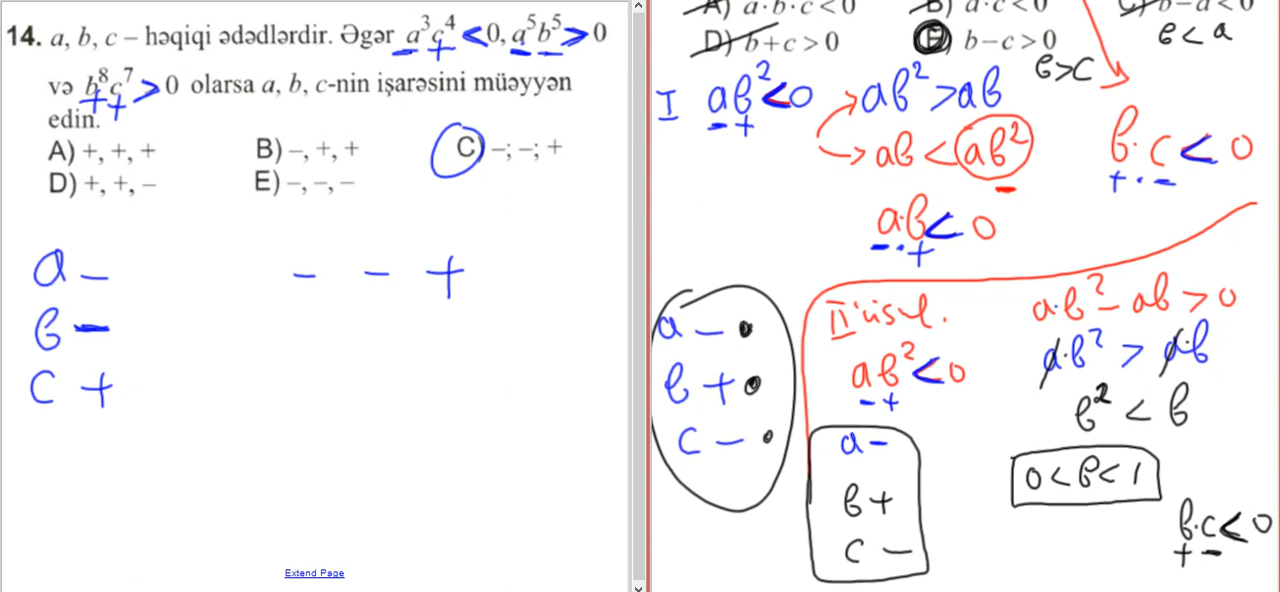 14. a, b, c – həqiqi ədədlərdir. Əgər a³c⁴ < 0, a⁵b⁵ > 0
və b⁸c⁷ > 0 olarsa a, b, c-nin işarəsini müəyyən
edin.
A) +, +, +
B) –, +, +
C) –; –; +
D) +, +, –
E) –, –, –
a –
– – +
b –
c +
Extend Page
A) a·b·c<0
B) a·c<0
C) b–a<0
D) b+c>0
E) b–c>0
b<a
b>c
I ab²<0
ab²>ab
ab<ab²
b·c<0
+ · –
a·b<0
– · +
a –
b +
c –
II üsul.
ab²<0
– +
a –
b +
c –
a·b²–ab>0
a·b²>a·b
b²<b
0<b<1
b·c<0
+ –